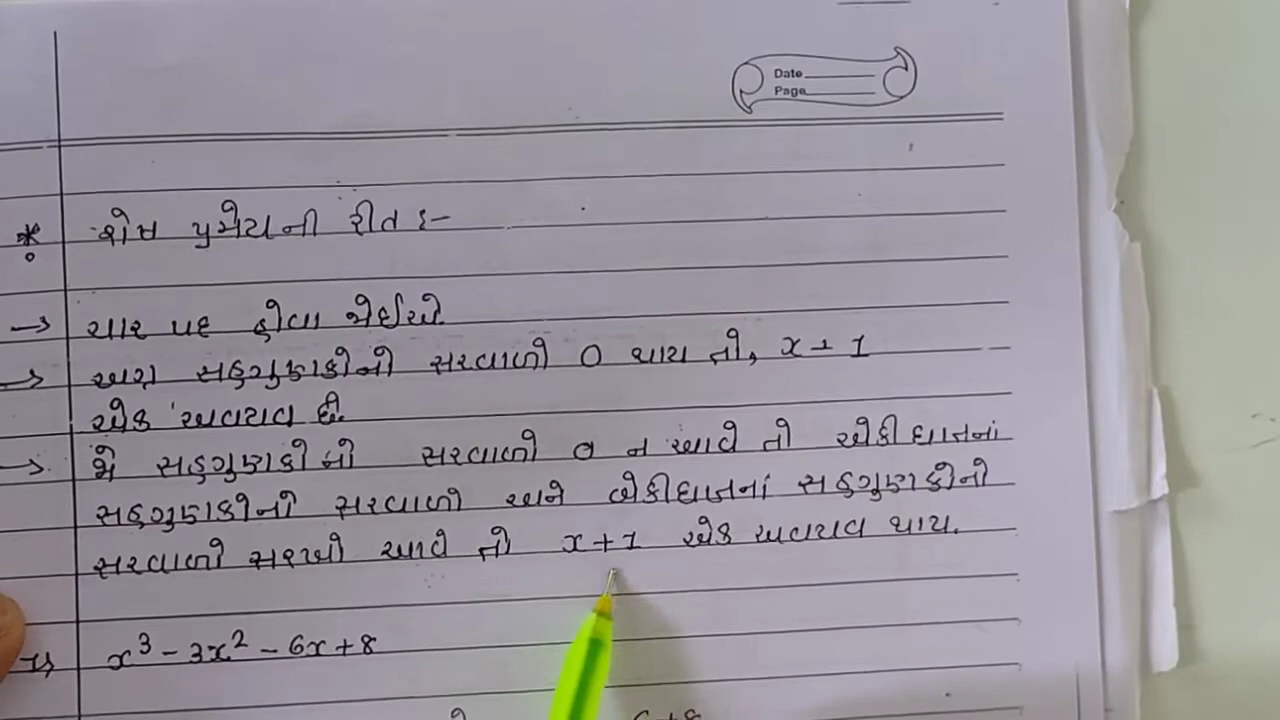 Date
Page
* શેષ પ્રમેયની રીત :-
→ ચાર પદ હોવા જોઈએ.
→ સહગુણકોનો સરવાળો 0 થાય તો, x - 1
એક અવયવ છે.
→ જો સહગુણકોનો સરવાળો 0 ન આવે તો એકીઘાતનાં
સહગુણકોનો સરવાળો અને બેકીઘાતનાં સહગુણકોનો
સરવાળો સરખો આવે તો x+1 એક અવયવ થાય.
x³ - 3x² - 6x + 8